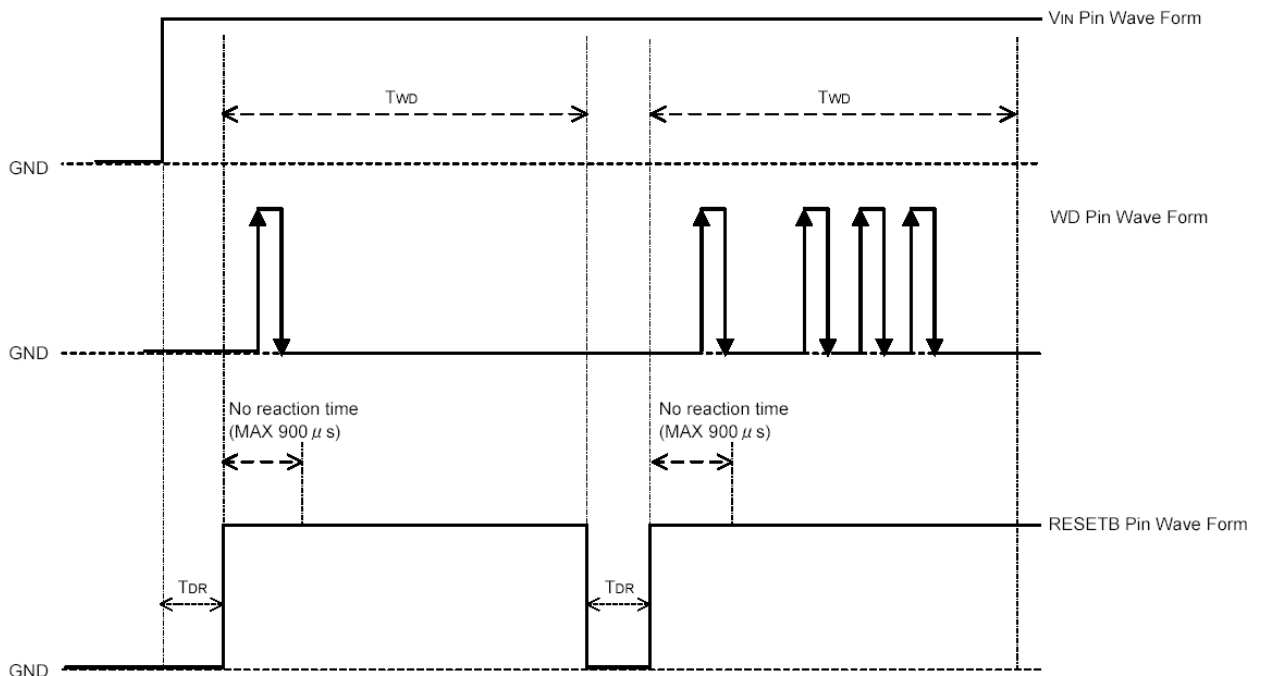 VIN Pin Wave Form
TWD
TWD
GND
WD Pin Wave Form
GND
No reaction time
(MAX 900 μ s)
No reaction time
(MAX 900 μ s)
RESETB Pin Wave Form
TDR
TDR
GND